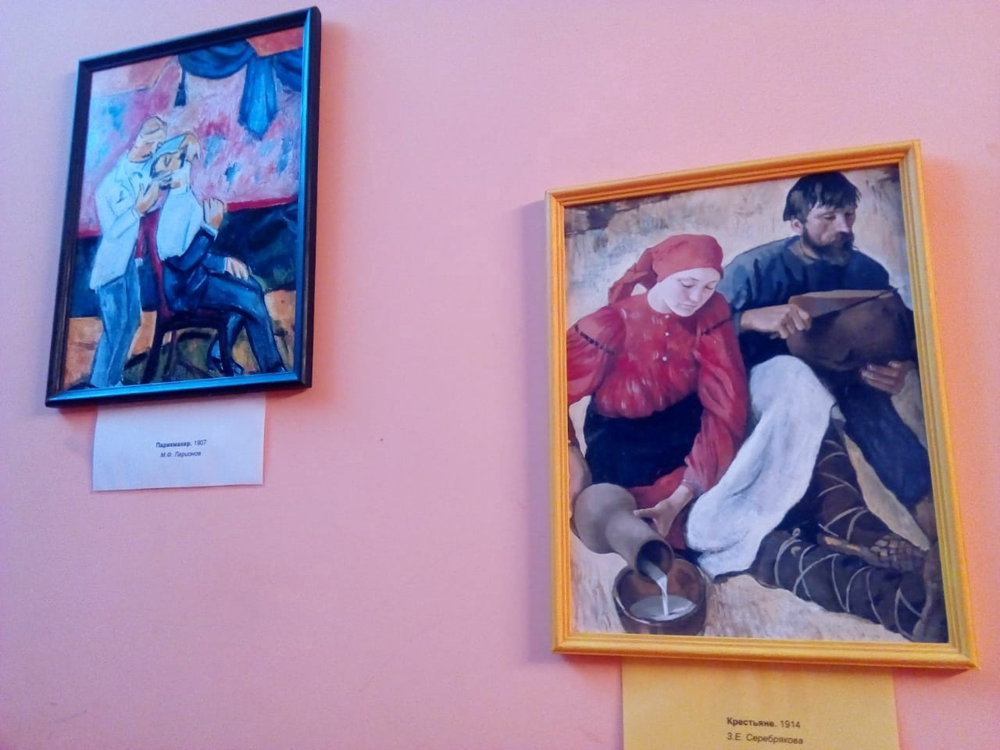 Парикмахер. 1907
М.Ф. Ларионов
Крестьяне. 1914
З.Е. Серебрякова